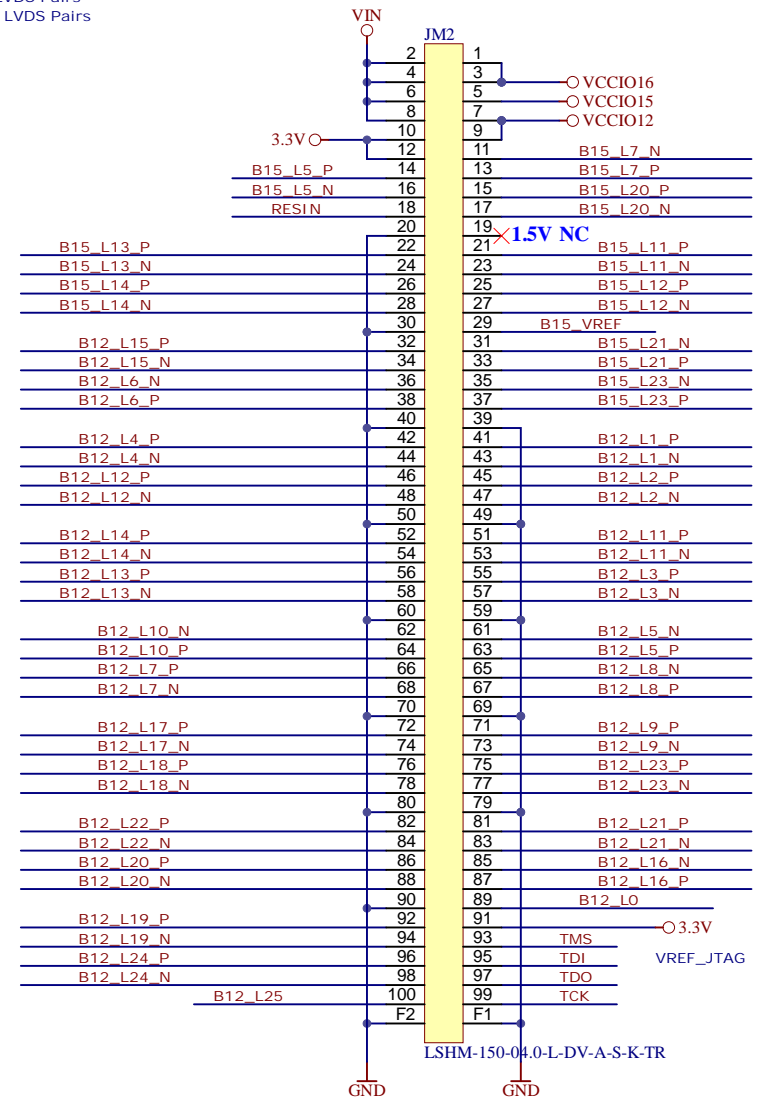 LVDS Pairs
VIN
JM2
2 1
4 3 VCCIO16
6 5 VCCIO15
8 7 VCCIO12
3.3V 10 9
12 11 B15_L7_N
B15_L5_P 14 13 B15_L7_P
B15_L5_N 16 15 B15_L20_P
RESIN 18 17 B15_L20_N
20 19 1.5V NC
B15_L13_P 22 21 B15_L11_P
B15_L13_N 24 23 B15_L11_N
B15_L14_P 26 25 B15_L12_P
B15_L14_N 28 27 B15_L12_N
30 29 B15_VREF
B12_L15_P 32 31 B15_L21_N
B12_L15_N 34 33 B15_L21_P
B12_L6_N 36 35 B15_L23_N
B12_L6_P 38 37 B15_L23_P
40 39
B12_L4_P 42 41 B12_L1_P
B12_L4_N 44 43 B12_L1_N
B12_L12_P 46 45 B12_L2_P
B12_L12_N 48 47 B12_L2_N
50 49
B12_L14_P 52 51 B12_L11_P
B12_L14_N 54 53 B12_L11_N
B12_L13_P 56 55 B12_L3_P
B12_L13_N 58 57 B12_L3_N
60 59
B12_L10_N 62 61 B12_L5_N
B12_L10_P 64 63 B12_L5_P
B12_L7_P 66 65 B12_L8_N
B12_L7_N 68 67 B12_L8_P
70 69
B12_L17_P 72 71 B12_L9_P
B12_L17_N 74 73 B12_L9_N
B12_L18_P 76 75 B12_L23_P
B12_L18_N 78 77 B12_L23_N
80 79
B12_L22_P 82 81 B12_L21_P
B12_L22_N 84 83 B12_L21_N
B12_L20_P 86 85 B12_L16_N
B12_L20_N 88 87 B12_L16_P
90 89 B12_L0
B12_L19_P 92 91 3.3V
B12_L19_N 94 93 TMS
B12_L24_P 96 95 TDI VREF_JTAG
B12_L24_N 98 97 TDO
B12_L25 100 99 TCK
F2 F1
LSHM-150-04.0-L-DV-A-S-K-TR
GND GND